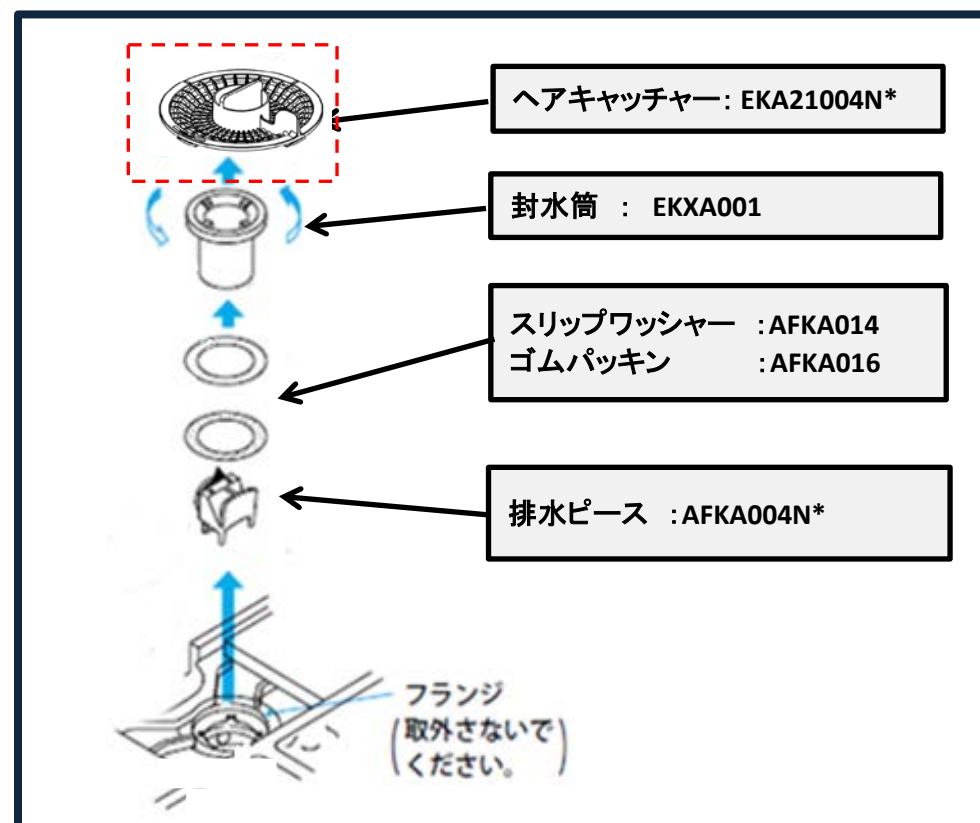 ヘアキャッチャー: EKA21004N*
封水筒 : EKXA001
スリップワッシャー :AFKA014
ゴムパッキン :AFKA016
排水ピース :AFKA004N*
フランジ
(取外さないで
ください。)